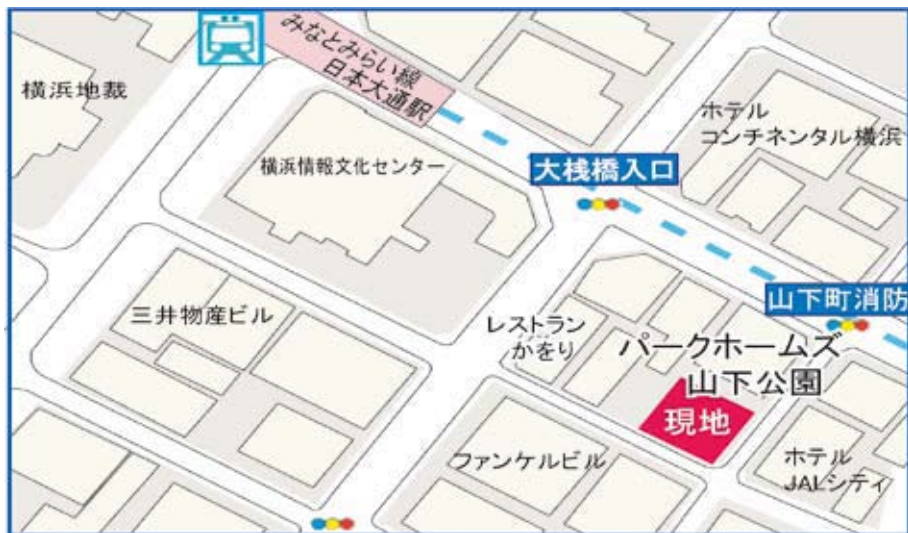 みなとみらい線
日本大通駅
横浜地裁
ホテル
コンチネンタル横浜
横浜情報文化センター
大桟橋入口
山下町消防
三井物産ビル
レストラン
かをり
パークホームズ
山下公園
現地
ファンケルビル
ホテル
JALシティ